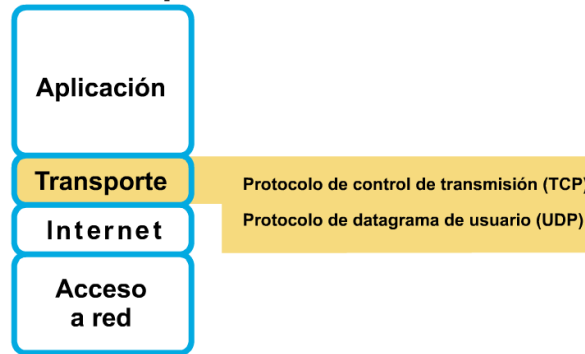 Aplicación
Transporte
Protocolo de control de transmisión (TCP)
Protocolo de datagrama de usuario (UDP)
Internet
Acceso
a red